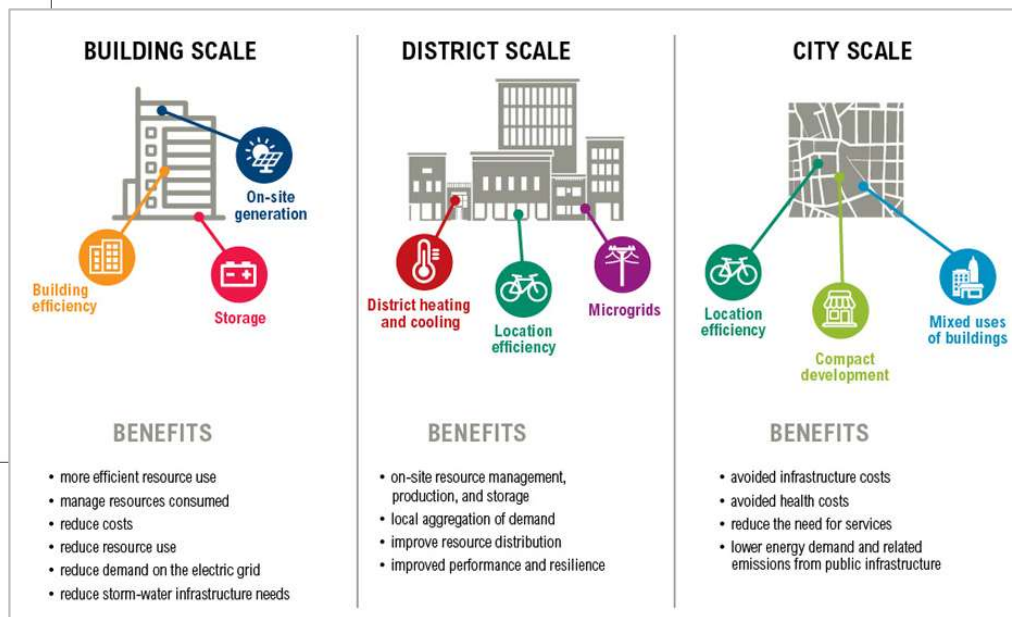 BUILDING SCALE
On-site
generation
Building
efficiency
Storage
BENEFITS
• more efficient resource use
• manage resources consumed
• reduce costs
• reduce resource use
• reduce demand on the electric grid
• reduce storm-water infrastructure needs
DISTRICT SCALE
District heating
and cooling
Location
efficiency
Microgrids
BENEFITS
• on-site resource management,
production, and storage
• local aggregation of demand
• improve resource distribution
• improved performance and resilience
CITY SCALE
Location
efficiency
Compact
development
Mixed uses
of buildings
BENEFITS
• avoided infrastructure costs
• avoided health costs
• reduce the need for services
• lower energy demand and related
emissions from public infrastructure